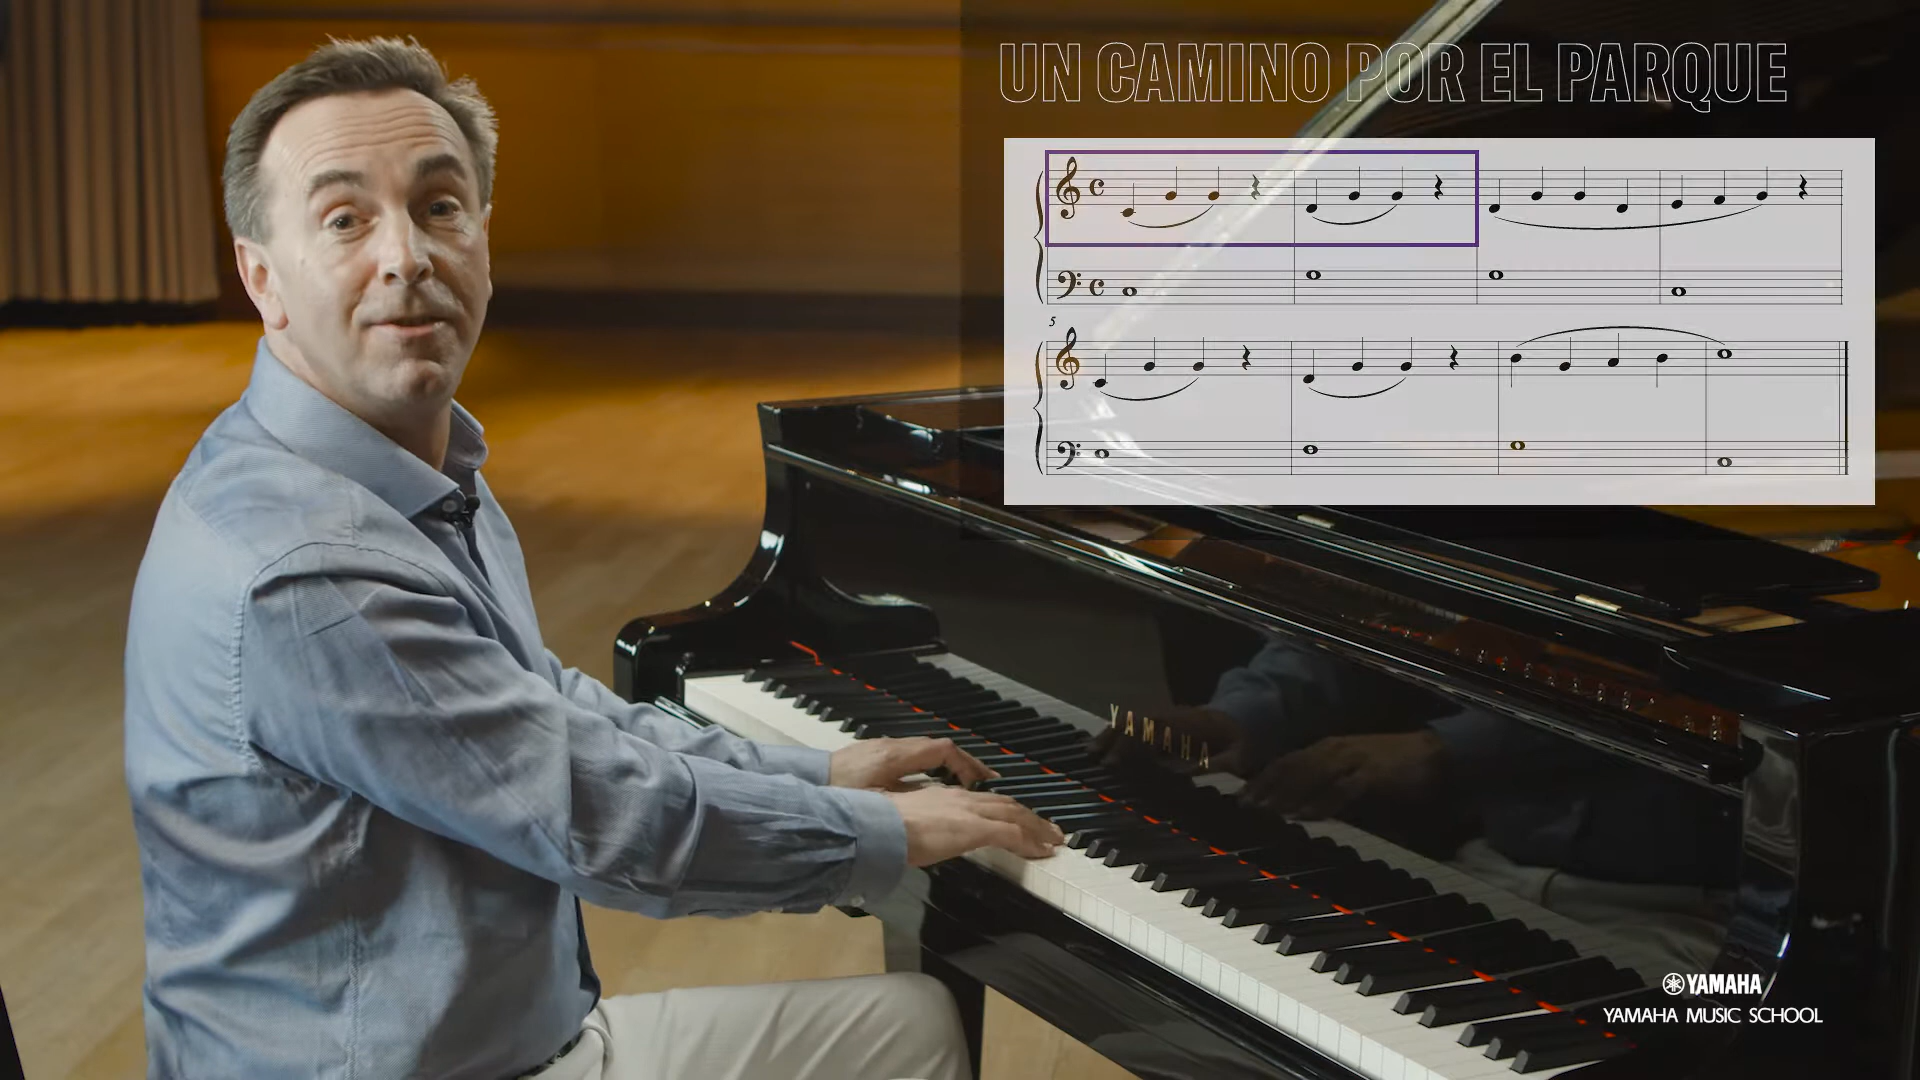 UN CAMINO POR EL PARQUE
5
YAMAHA
YAMAHA
YAMAHA MUSIC SCHOOL